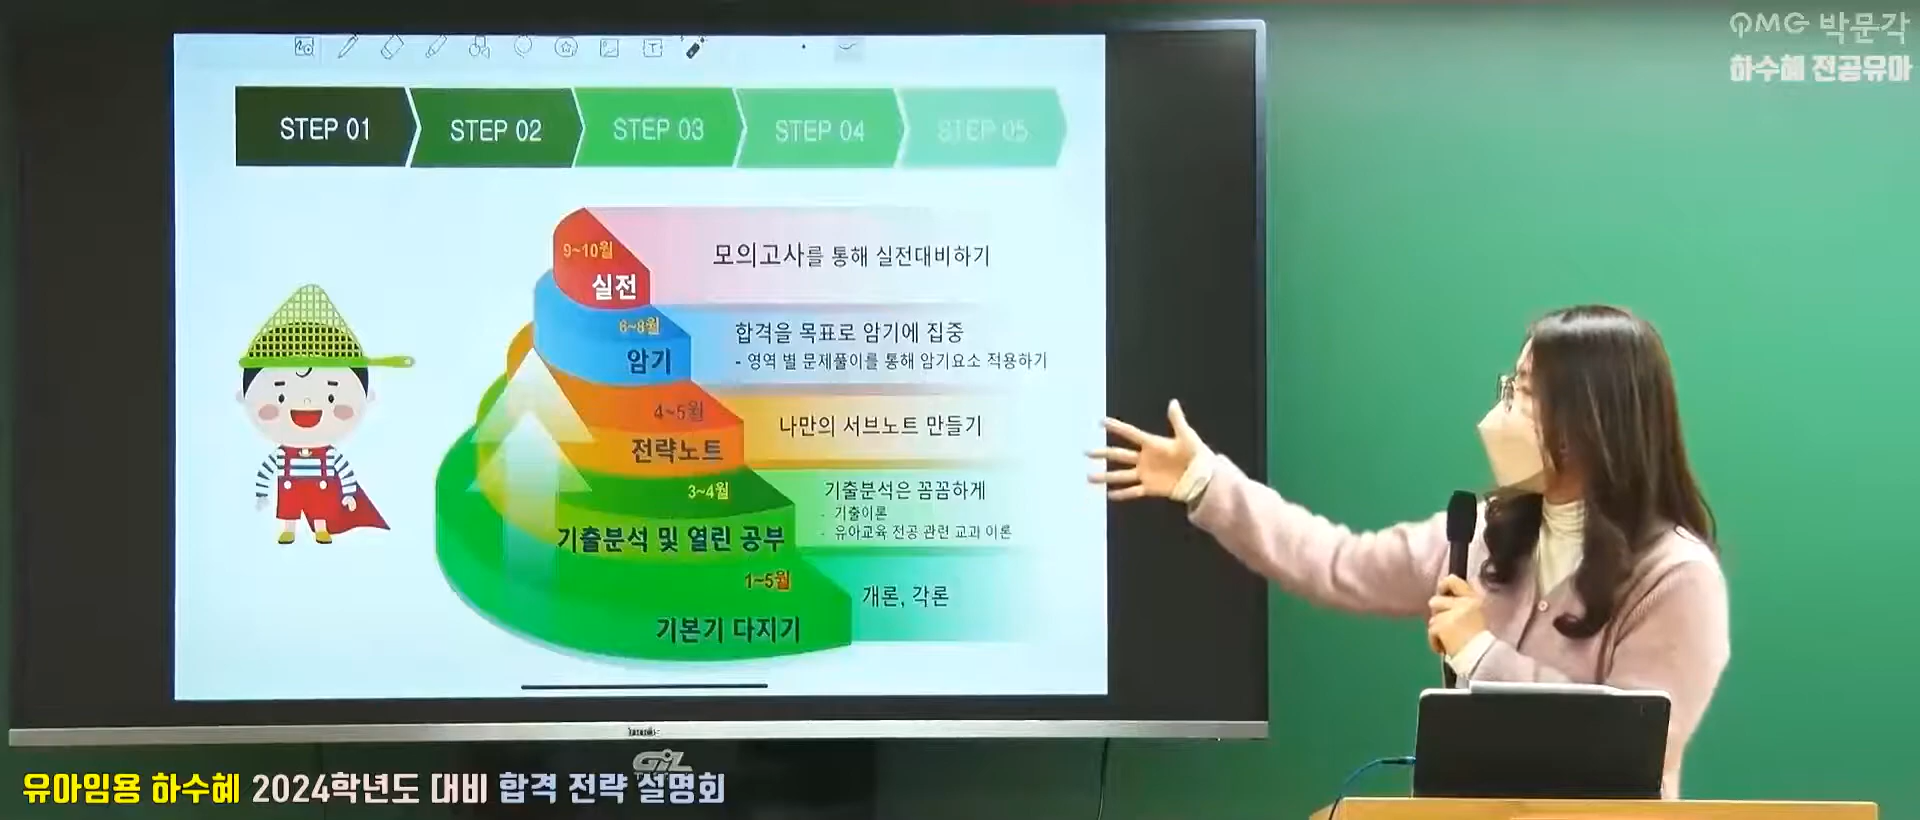 PMG 박문각
하수혜 전공유아
STEP 01
STEP 02
STEP 03
STEP 04
STEP 05
9~10월
실전
모의고사를 통해 실전대비하기
6~8월
암기
합격을 목표로 암기에 집중
- 영역 별 문제풀이를 통해 암기요소 적용하기
4~5월
전략노트
나만의 서브노트 만들기
3~4월
기출분석 및 열린 공부
기출분석은 꼼꼼하게
- 기출이론
- 유아교육 전공 관련 교과 이론
1~5월
기본기 다지기
개론, 각론
유아임용 하수혜 2024학년도 대비 합격 전략 설명회